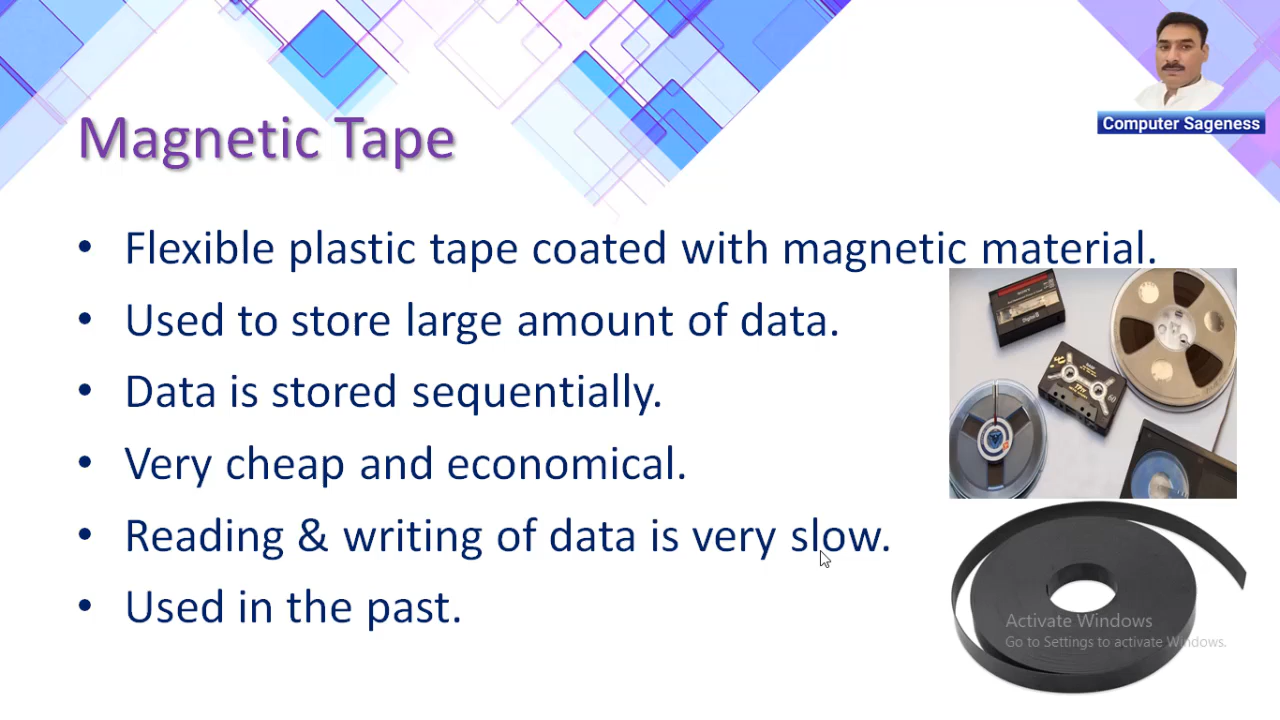 Computer Sageness
Magnetic Tape
• Flexible plastic tape coated with magnetic material.
• Used to store large amount of data.
• Data is stored sequentially.
• Very cheap and economical.
• Reading & writing of data is very slow.
• Used in the past.
Activate Windows
Go to Settings to activate Windows.